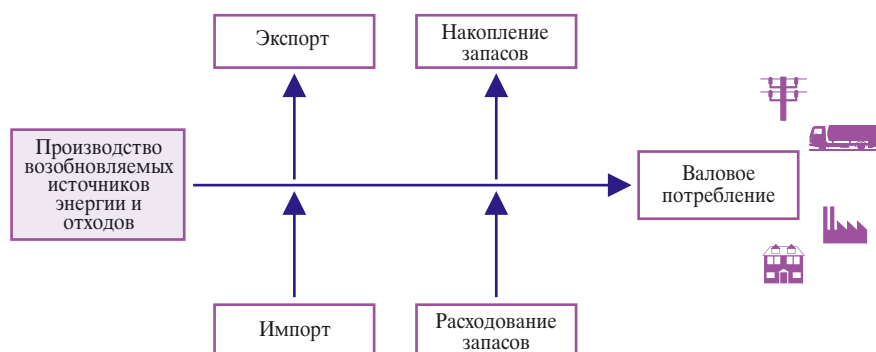 Экспорт
Накопление
запасов
Производство
возобновляемых
источников
энергии и
отходов
Валовое
потребление
Импорт
Расходование
запасов